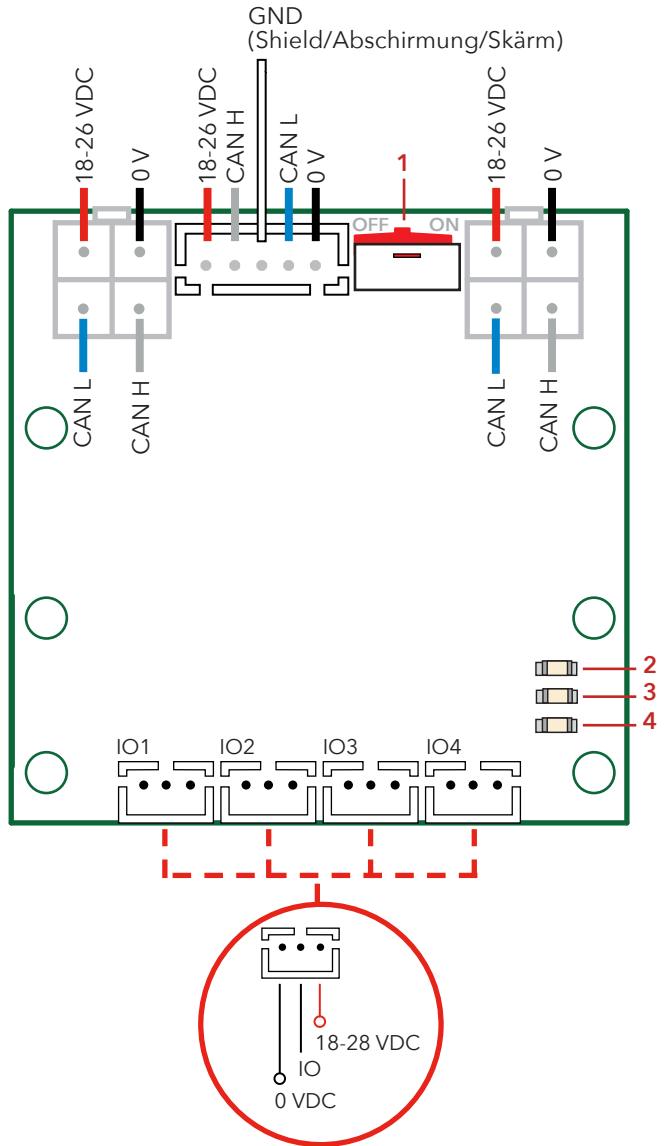 GND
(Shield/Abschirmung/Skärm)
18-26 VDC
0 V
18-26 VDC
CAN H
CAN L
0 V
1
18-26 VDC
0 V
OFF ON
CAN L
CAN H
CAN L
CAN H
2
3
4
IO1 IO2 IO3 IO4
18-28 VDC
IO
0 VDC